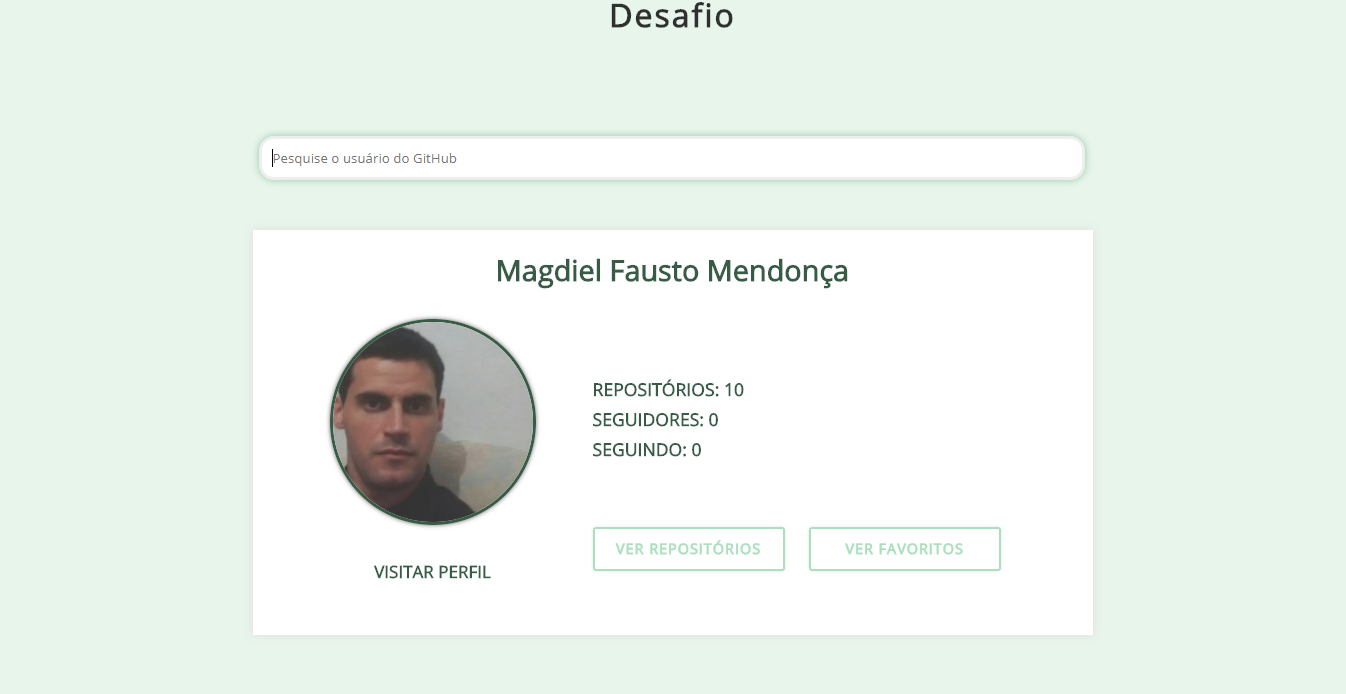 Desafio
Pesquise o usuário do GitHub
Magdiel Fausto Mendonça
REPOSITÓRIOS: 10
SEGUIDORES: 0
SEGUINDO: 0
VER REPOSITÓRIOS VER FAVORITOS
VISITAR PERFIL